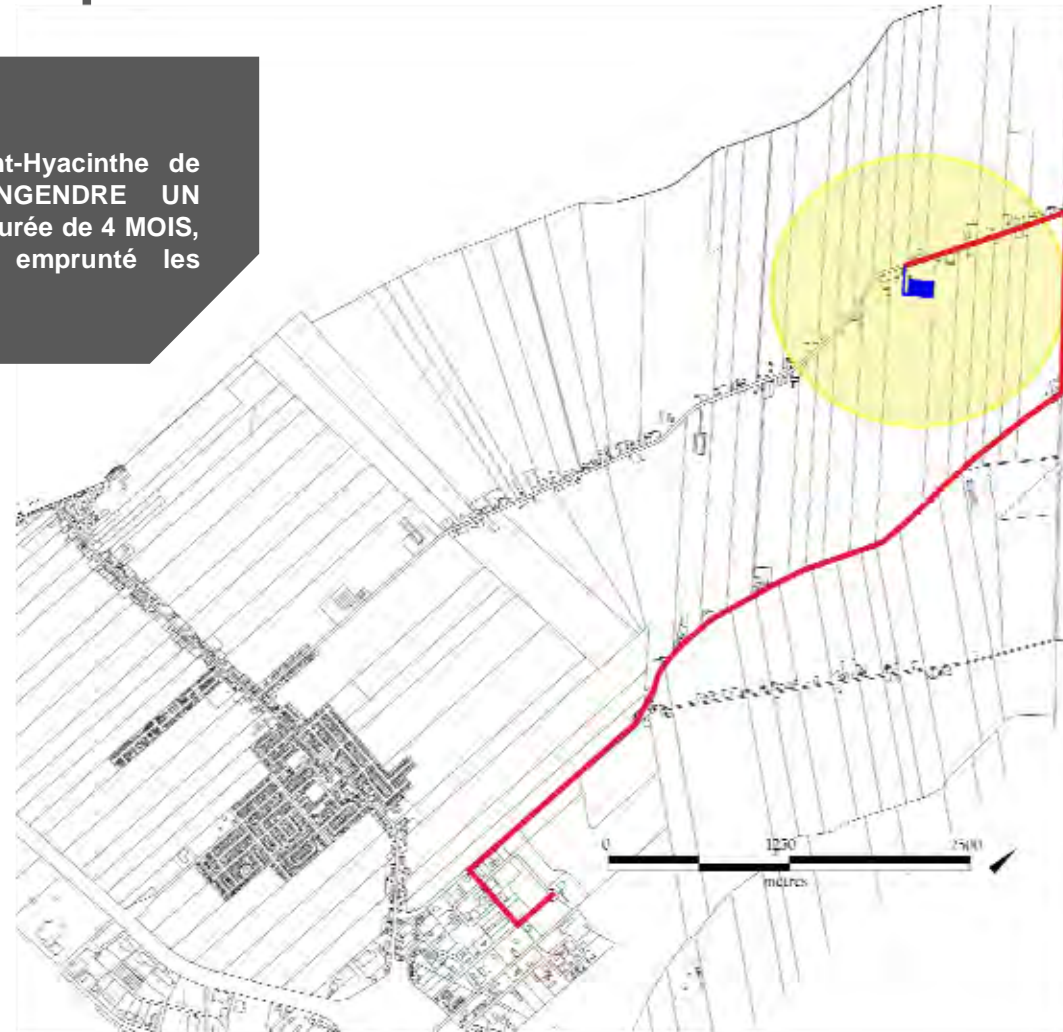 nt-Hyacinthe de
NGENDRE UN
urée de 4 MOIS,
emprunté les
0 1250 2500
mètres